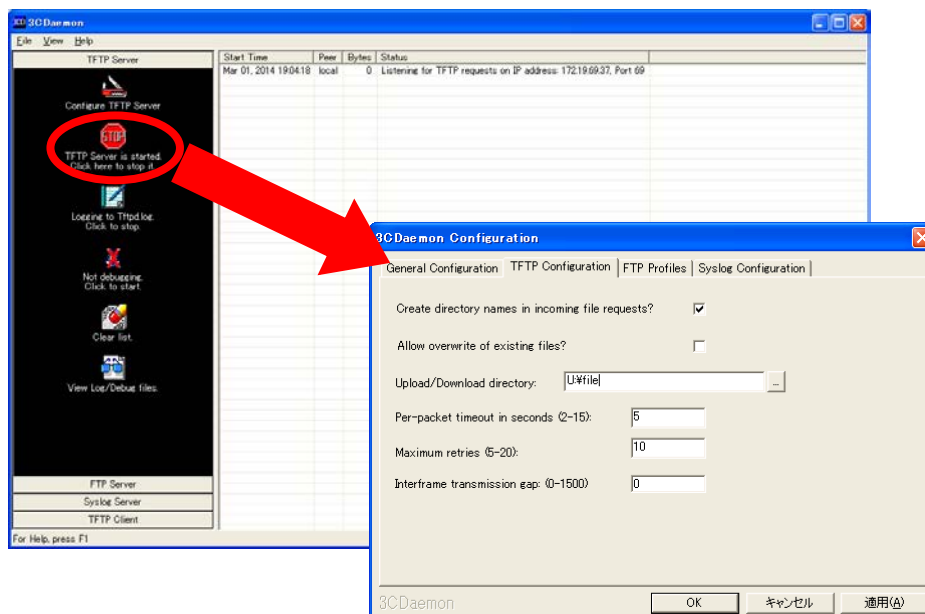 3CDaemon
File View Help
TFTP Server
Configure TFTP Server
STOP
TFTP Server is started.
Click here to stop it.
Logging to Tftpd.log.
Click to stop.
Not debugging.
Click to start.
Clear list.
View Log/Debug files.
FTP Server
Syslog Server
TFTP Client
For Help, press F1
Start Time Peer Bytes Status
Mar 01, 2014 19:04:18 local 0 Listening for TFTP requests on IP address: 172.19.69.37, Port 69
3CDaemon Configuration
General Configuration TFTP Configuration FTP Profiles Syslog Configuration
Create directory names in incoming file requests?
Allow overwrite of existing files?
Upload/Download directory: U:¥file ...
Per-packet timeout in seconds (2-15): 5
Maximum retries (5-20): 10
Interframe transmission gap: (0-1500) 0
3CDaemon
OK キャンセル 適用(A)